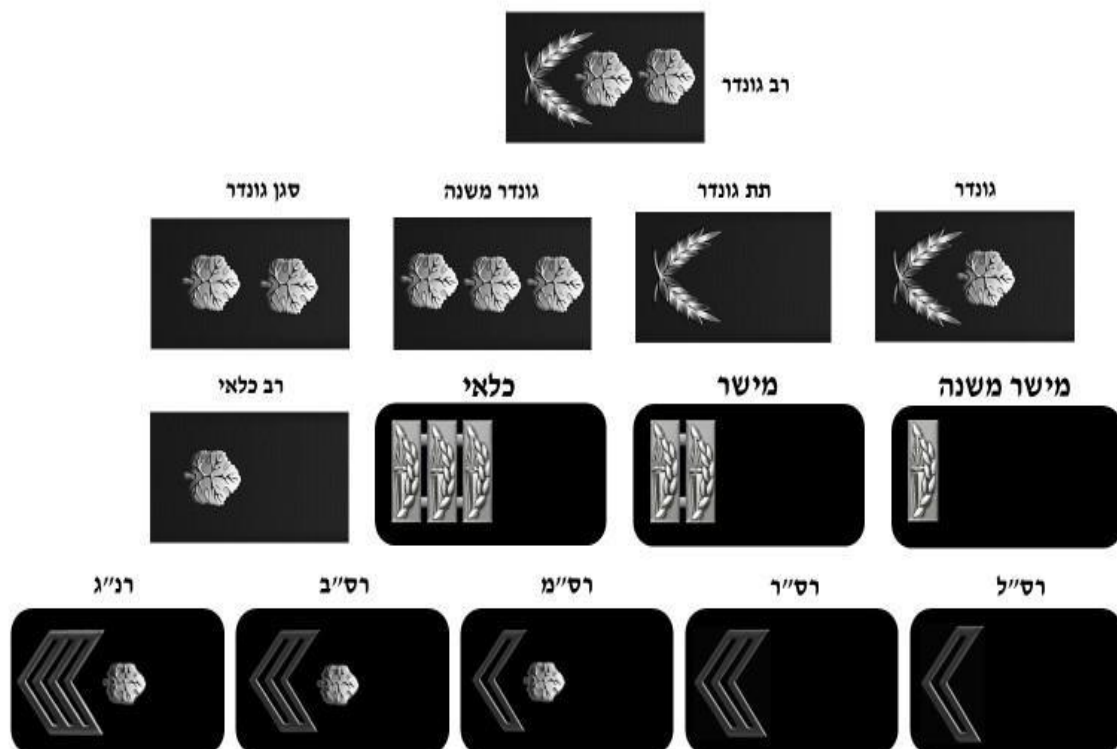 רב גונדר
גונדר תת גונדר גונדר משנה סגן גונדר
מישר משנה מישר כלאי רב כלאי
רס״ל רס״ר רס״מ רס״ב רנ״ג